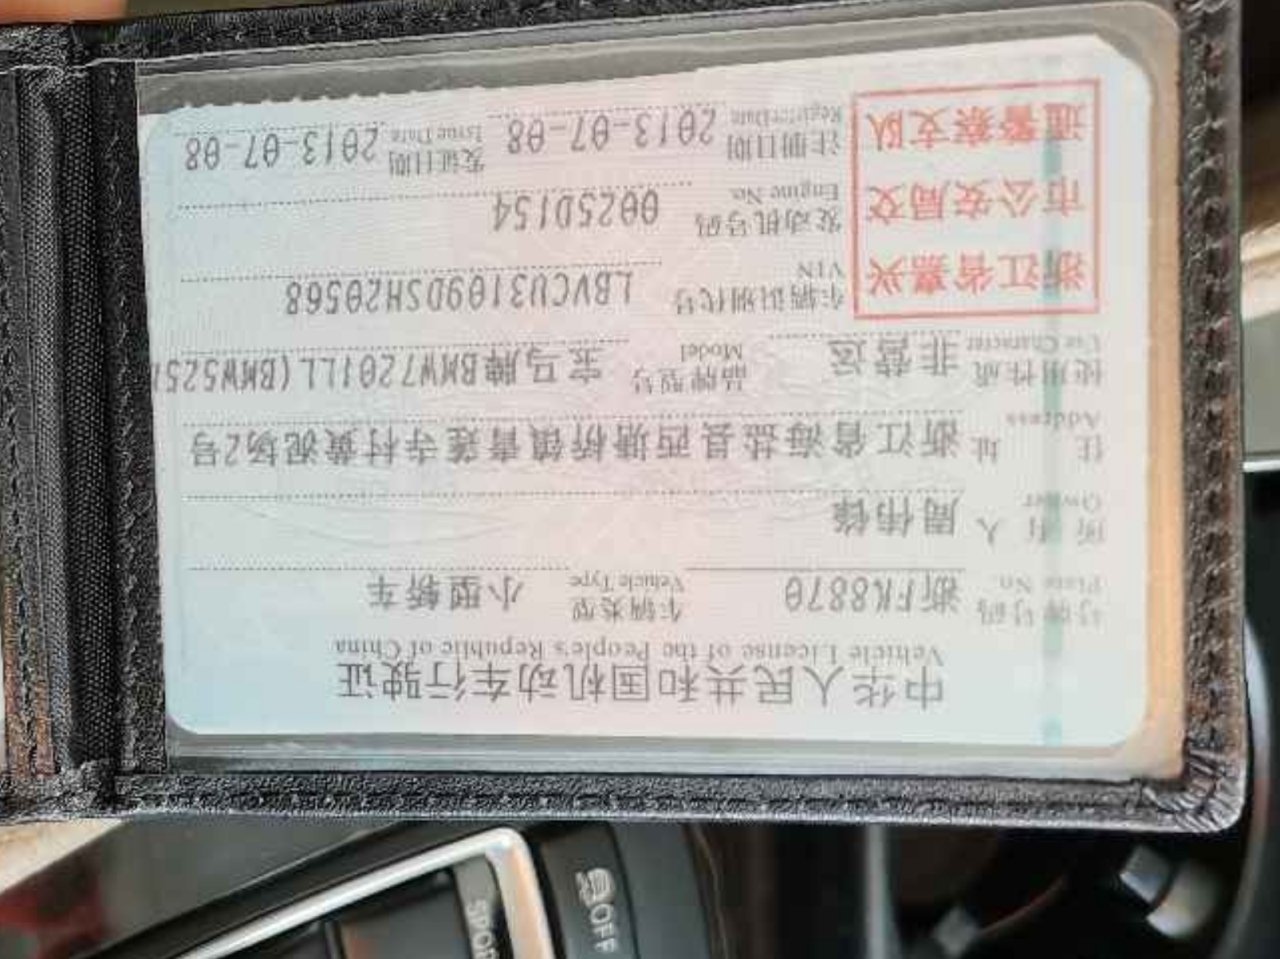 中华人民共和国机动车行驶证
Vehicle License of the People's Republic of China
号牌号码 浙FK8870 车辆类型 小型轿车
Plate No. Vehicle Type
所有人 周伟锋
Owner
住址 浙江省海盐县西塘桥镇青莲寺村黄泥场2号
Address
使用性质 非营运 品牌型号 宝马牌BMW7201LL(BMW525
Use Character Model
浙江省嘉兴
市公安局交
通警察支队
车辆识别代号 LBVCU3109DSH20568
VIN
发动机号码 0025D154
Engine No.
注册日期 2013-07-08 发证日期 2013-07-08
Register Date Issue Date
SPORT
OFF